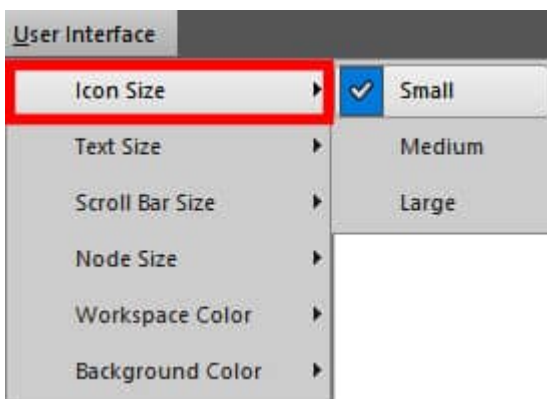 User Interface
Icon Size
Small
Text Size
Medium
Scroll Bar Size
Large
Node Size
Workspace Color
Background Color